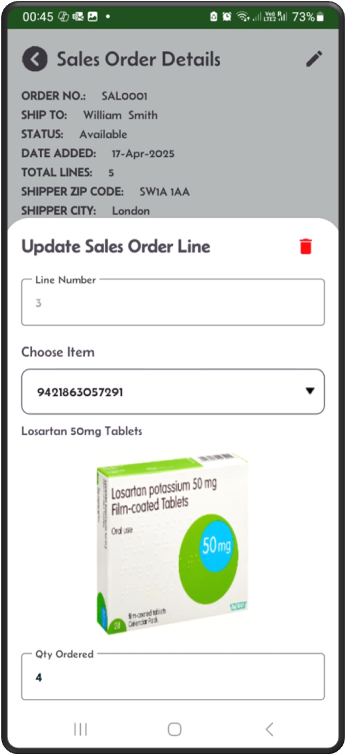 00:45
73%
Sales Order Details
ORDER NO.: SAL0001
SHIP TO: William Smith
STATUS: Available
DATE ADDED: 17-Apr-2025
TOTAL LINES: 5
SHIPPER ZIP CODE: SW1A 1AA
SHIPPER CITY: London
Update Sales Order Line
Line Number
3
Choose Item
9421863057291
Losartan 50mg Tablets
Losartan potassium 50 mg
Film-coated Tablets
Oral use
50mg
28
film-coated tablets
Calendar Pack
Qty Ordered
4